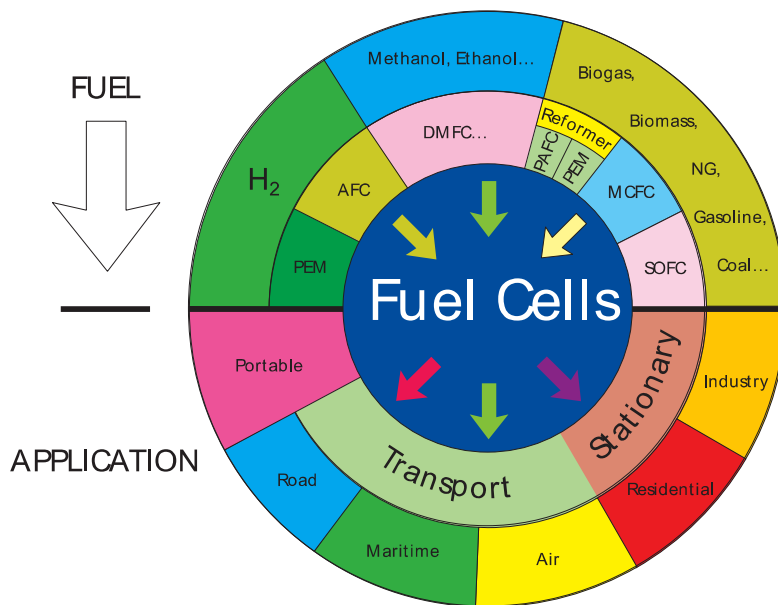 FUEL
Methanol, Ethanol...
Biogas,
Biomass,
NG,
Gasoline,
Coal...
H2
DMFC...
Reformer
PAFC
PEM
AFC
MCFC
PEM
SOFC
Fuel Cells
Portable
Stationary
Industry
APPLICATION
Road
Transport
Residential
Maritime
Air